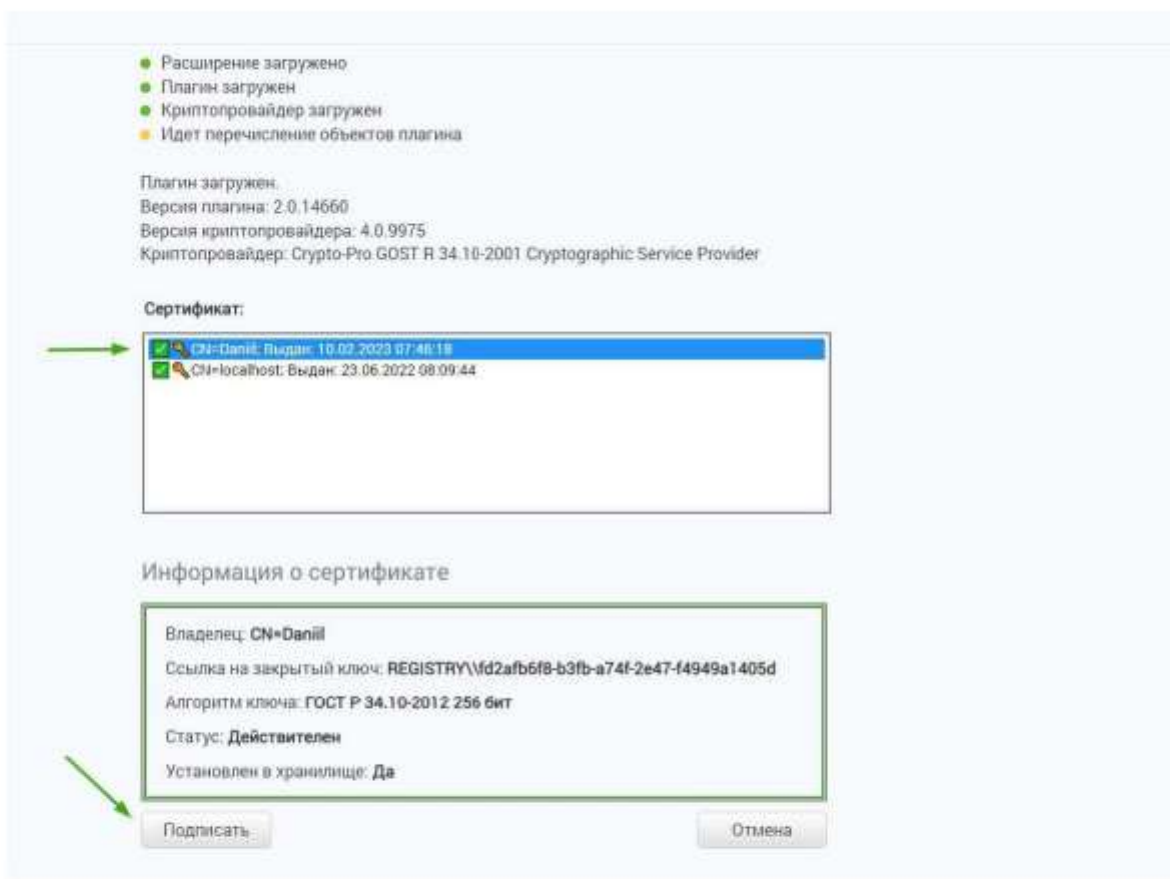 Расширение загружено
Плагин загружен
Криптопровайдер загружен
Идет перечисление объектов плагина
Плагин загружен.
Версия плагина: 2.0.14660
Версия криптопровайдера: 4.0.9975
Криптопровайдер: Crypto-Pro GOST R 34.10-2001 Cryptographic Service Provider
Сертификат:
CN=Daniil; Выдан: 10.02.2023 07:46:18
CN=localhost; Выдан: 23.06.2022 08:09:44
Информация о сертификате
Владелец: CN=Daniil
Ссылка на закрытый ключ: REGISTRY\\fd2afb6f8-b3fb-a74f-2e47-f4949a1405d
Алгоритм ключа: ГОСТ Р 34.10-2012 256 бит
Статус: Действителен
Установлен в хранилище: Да
Подписать Отмена